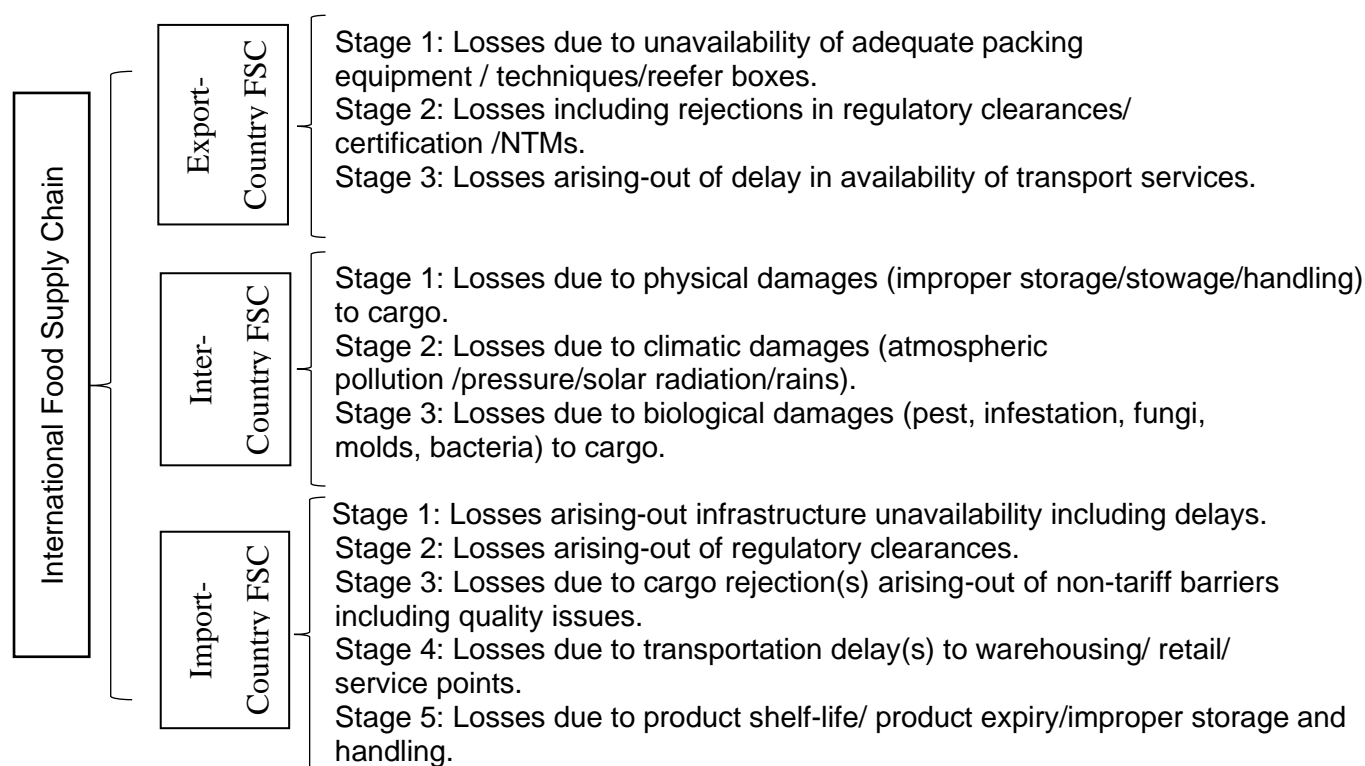 International Food Supply Chain
Export-
Country FSC
Stage 1: Losses due to unavailability of adequate packing
equipment / techniques/reefer boxes.
Stage 2: Losses including rejections in regulatory clearances/
certification /NTMs.
Stage 3: Losses arising-out of delay in availability of transport services.
Inter-
Country FSC
Stage 1: Losses due to physical damages (improper storage/stowage/handling)
to cargo.
Stage 2: Losses due to climatic damages (atmospheric
pollution /pressure/solar radiation/rains).
Stage 3: Losses due to biological damages (pest, infestation, fungi,
molds, bacteria) to cargo.
Import-
Country FSC
Stage 1: Losses arising-out infrastructure unavailability including delays.
Stage 2: Losses arising-out of regulatory clearances.
Stage 3: Losses due to cargo rejection(s) arising-out of non-tariff barriers
including quality issues.
Stage 4: Losses due to transportation delay(s) to warehousing/ retail/
service points.
Stage 5: Losses due to product shelf-life/ product expiry/improper storage and
handling.